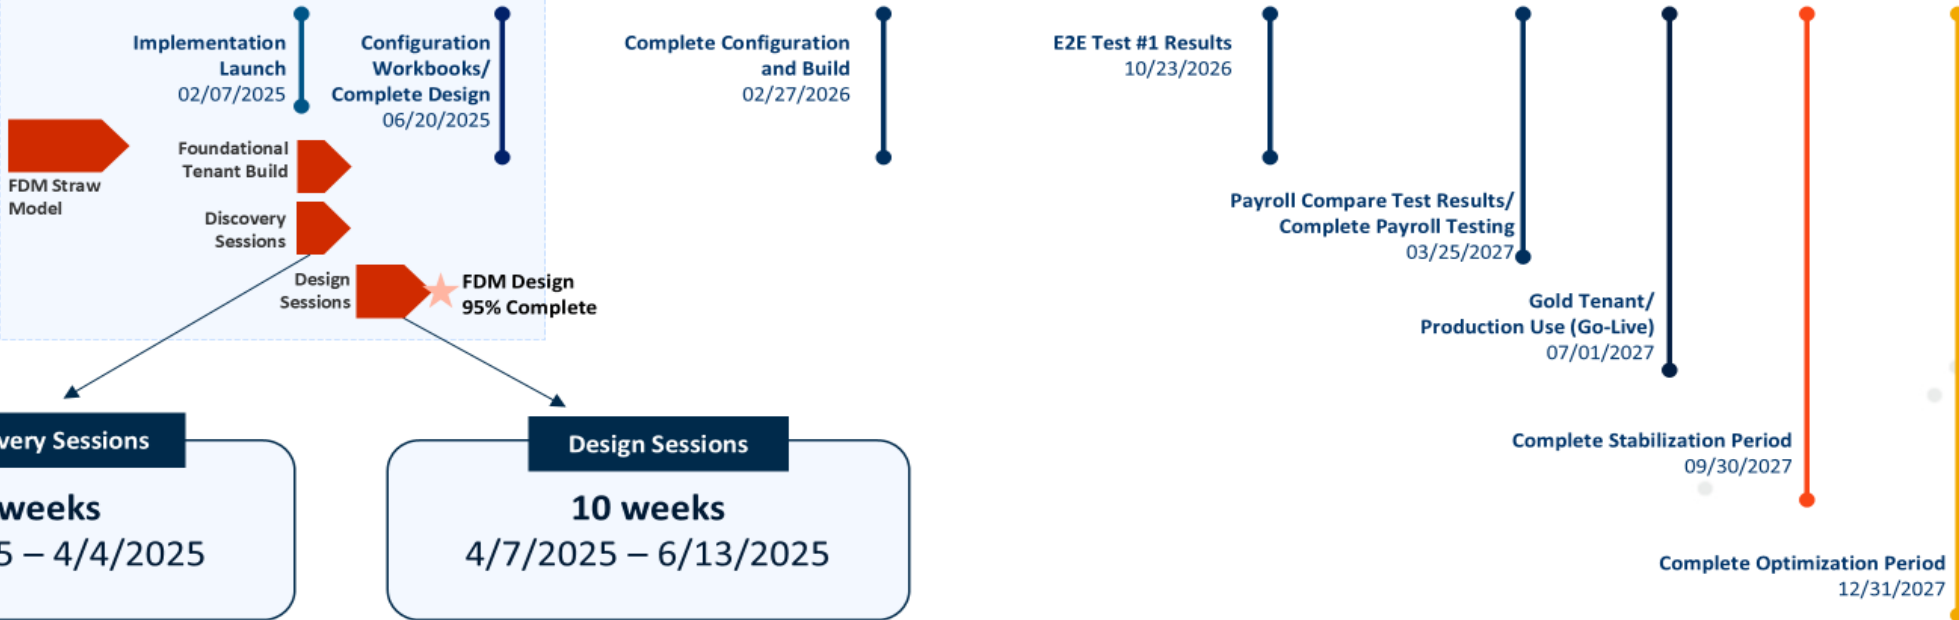 Implementation
Launch
02/07/2025
Configuration
Workbooks/
Complete Design
06/20/2025
Complete Configuration
and Build
02/27/2026
E2E Test #1 Results
10/23/2026
FDM Straw
Model
Foundational
Tenant Build
Discovery
Sessions
Design
Sessions
FDM Design
95% Complete
Payroll Compare Test Results/
Complete Payroll Testing
03/25/2027
Gold Tenant/
Production Use (Go-Live)
07/01/2027
Complete Stabilization Period
09/30/2027
Complete Optimization Period
12/31/2027
very Sessions
weeks
5 – 4/4/2025
Design Sessions
10 weeks
4/7/2025 – 6/13/2025